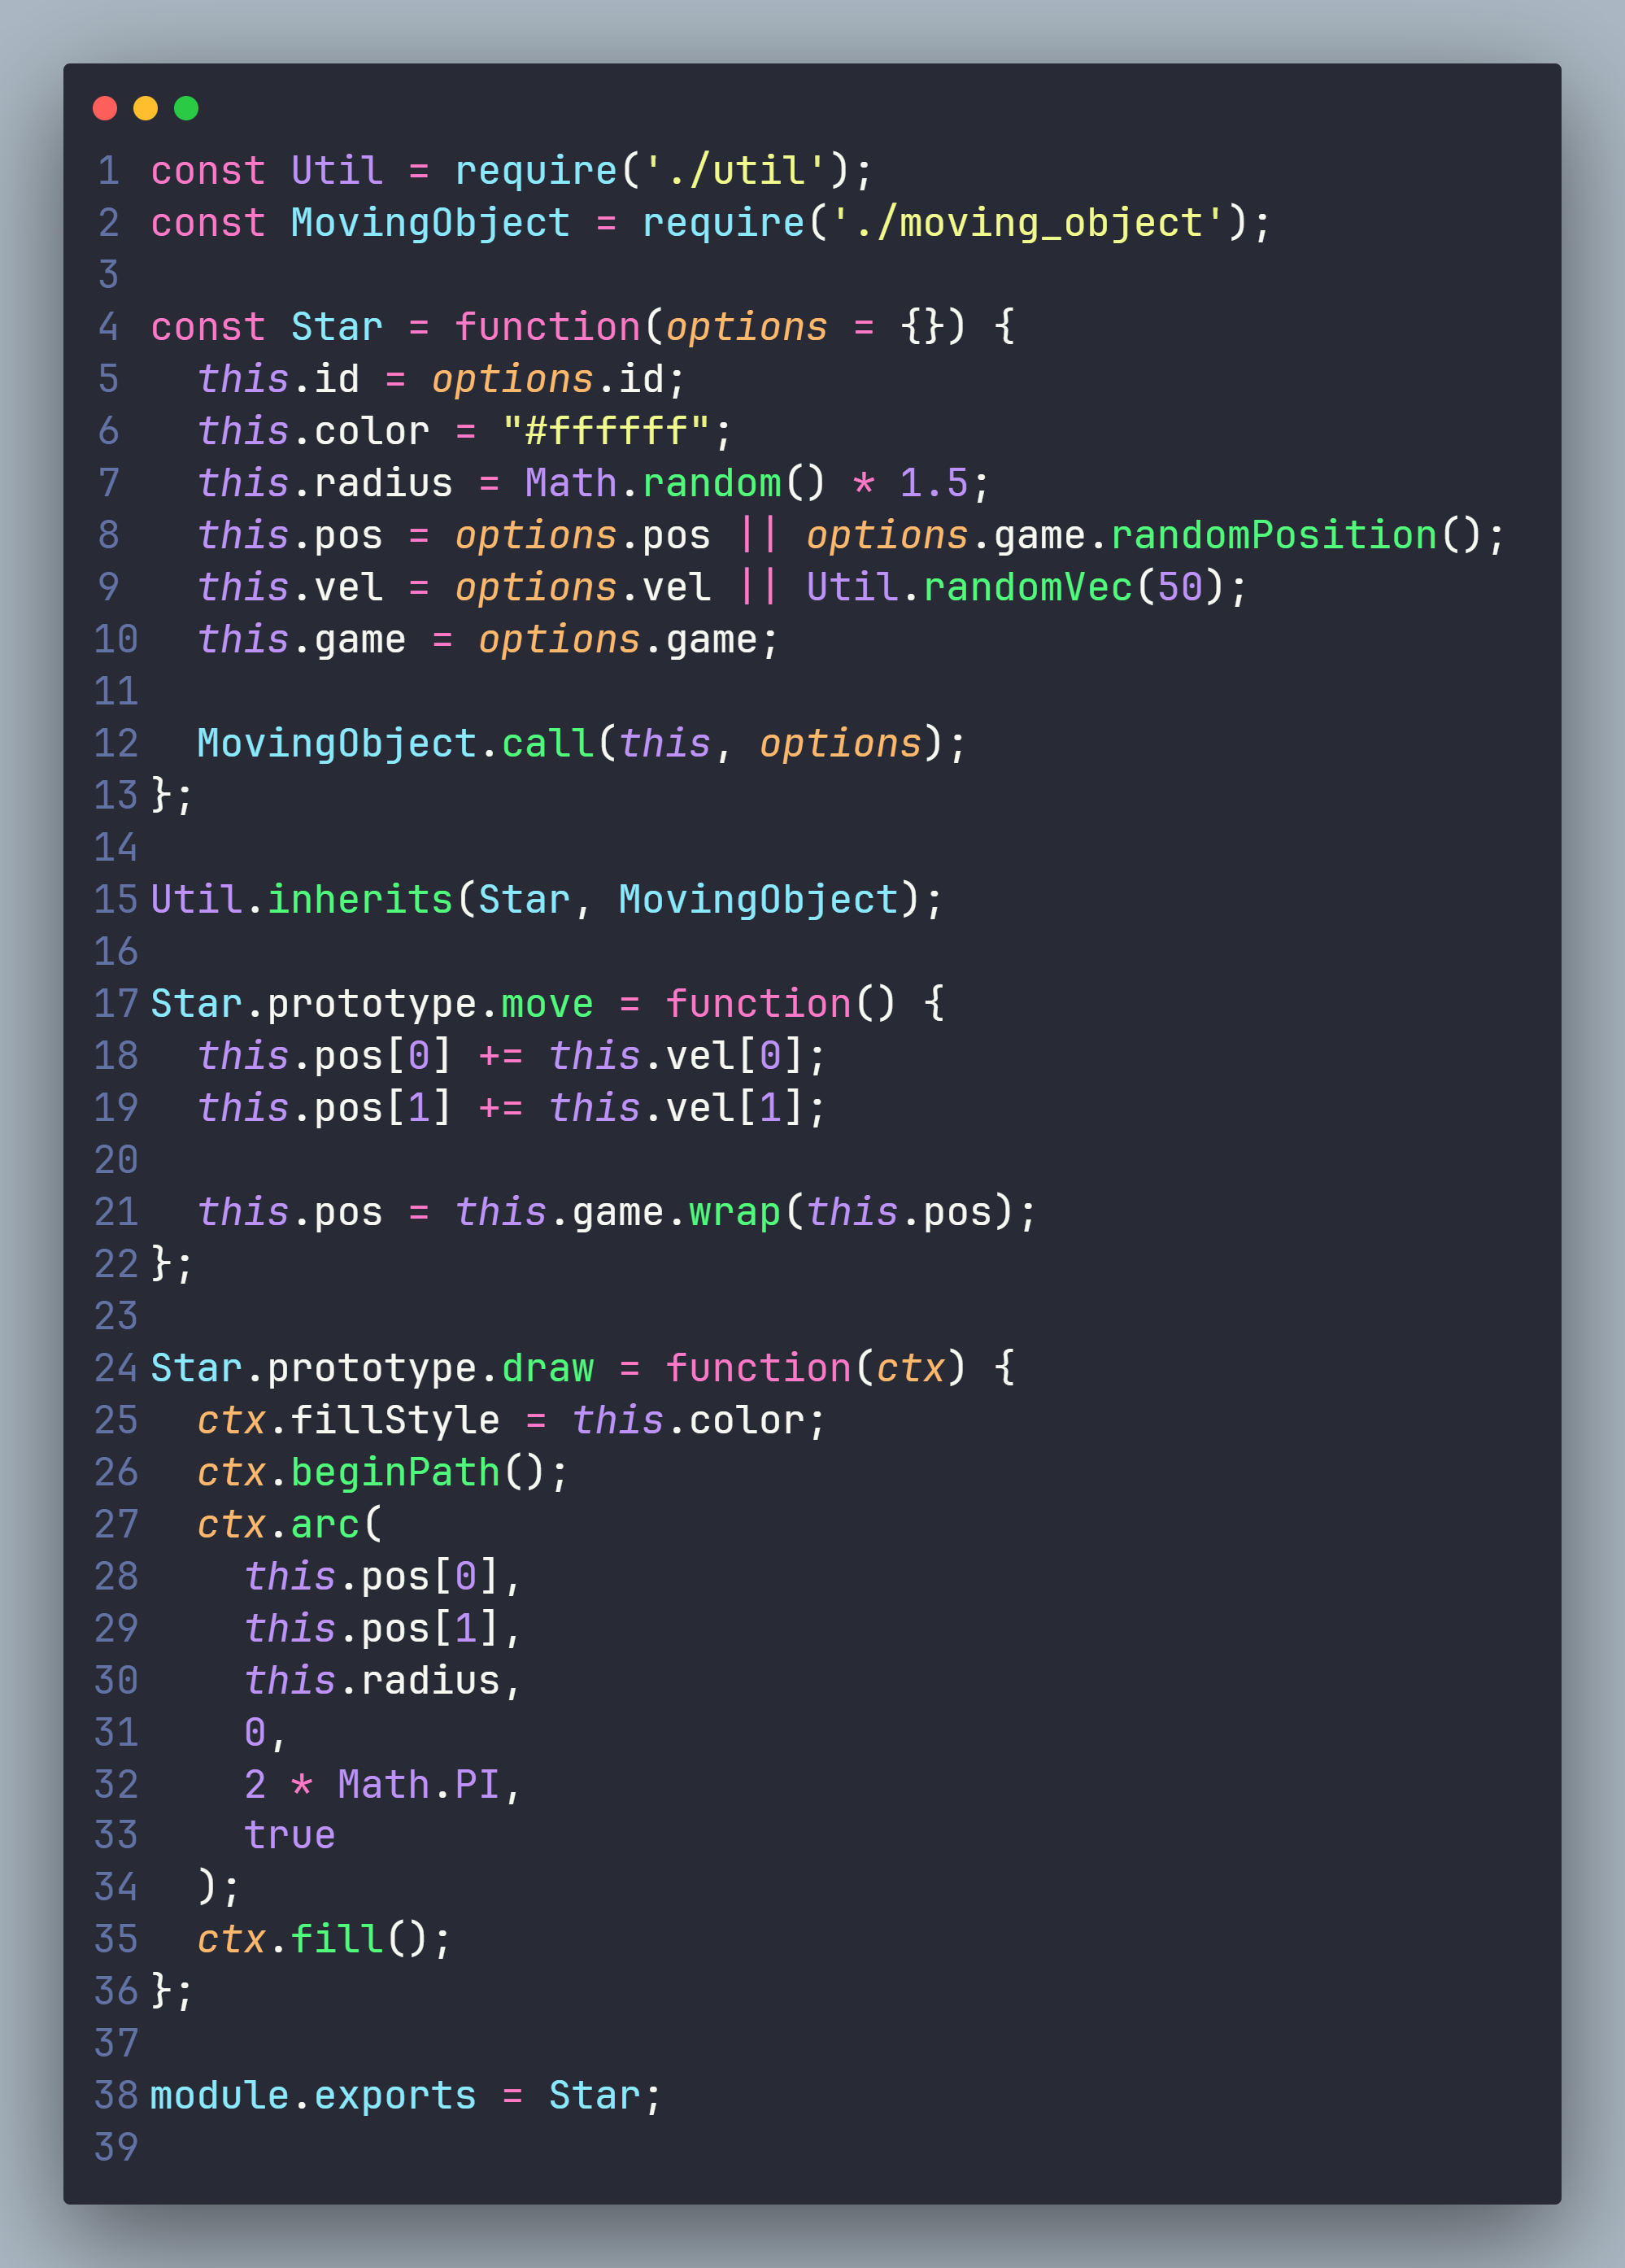 1 const Util = require('./util');
2 const MovingObject = require('./moving_object');
3
4 const Star = function(options = {}) {
5   this.id = options.id;
6   this.color = "#ffffff";
7   this.radius = Math.random() * 1.5;
8   this.pos = options.pos || options.game.randomPosition();
9   this.vel = options.vel || Util.randomVec(50);
10   this.game = options.game;
11
12   MovingObject.call(this, options);
13 };
14
15 Util.inherits(Star, MovingObject);
16
17 Star.prototype.move = function() {
18   this.pos[0] += this.vel[0];
19   this.pos[1] += this.vel[1];
20
21   this.pos = this.game.wrap(this.pos);
22 };
23
24 Star.prototype.draw = function(ctx) {
25   ctx.fillStyle = this.color;
26   ctx.beginPath();
27   ctx.arc(
28     this.pos[0],
29     this.pos[1],
30     this.radius,
31     0,
32     2 * Math.PI,
33     true
34   );
35   ctx.fill();
36 };
37
38 module.exports = Star;
39